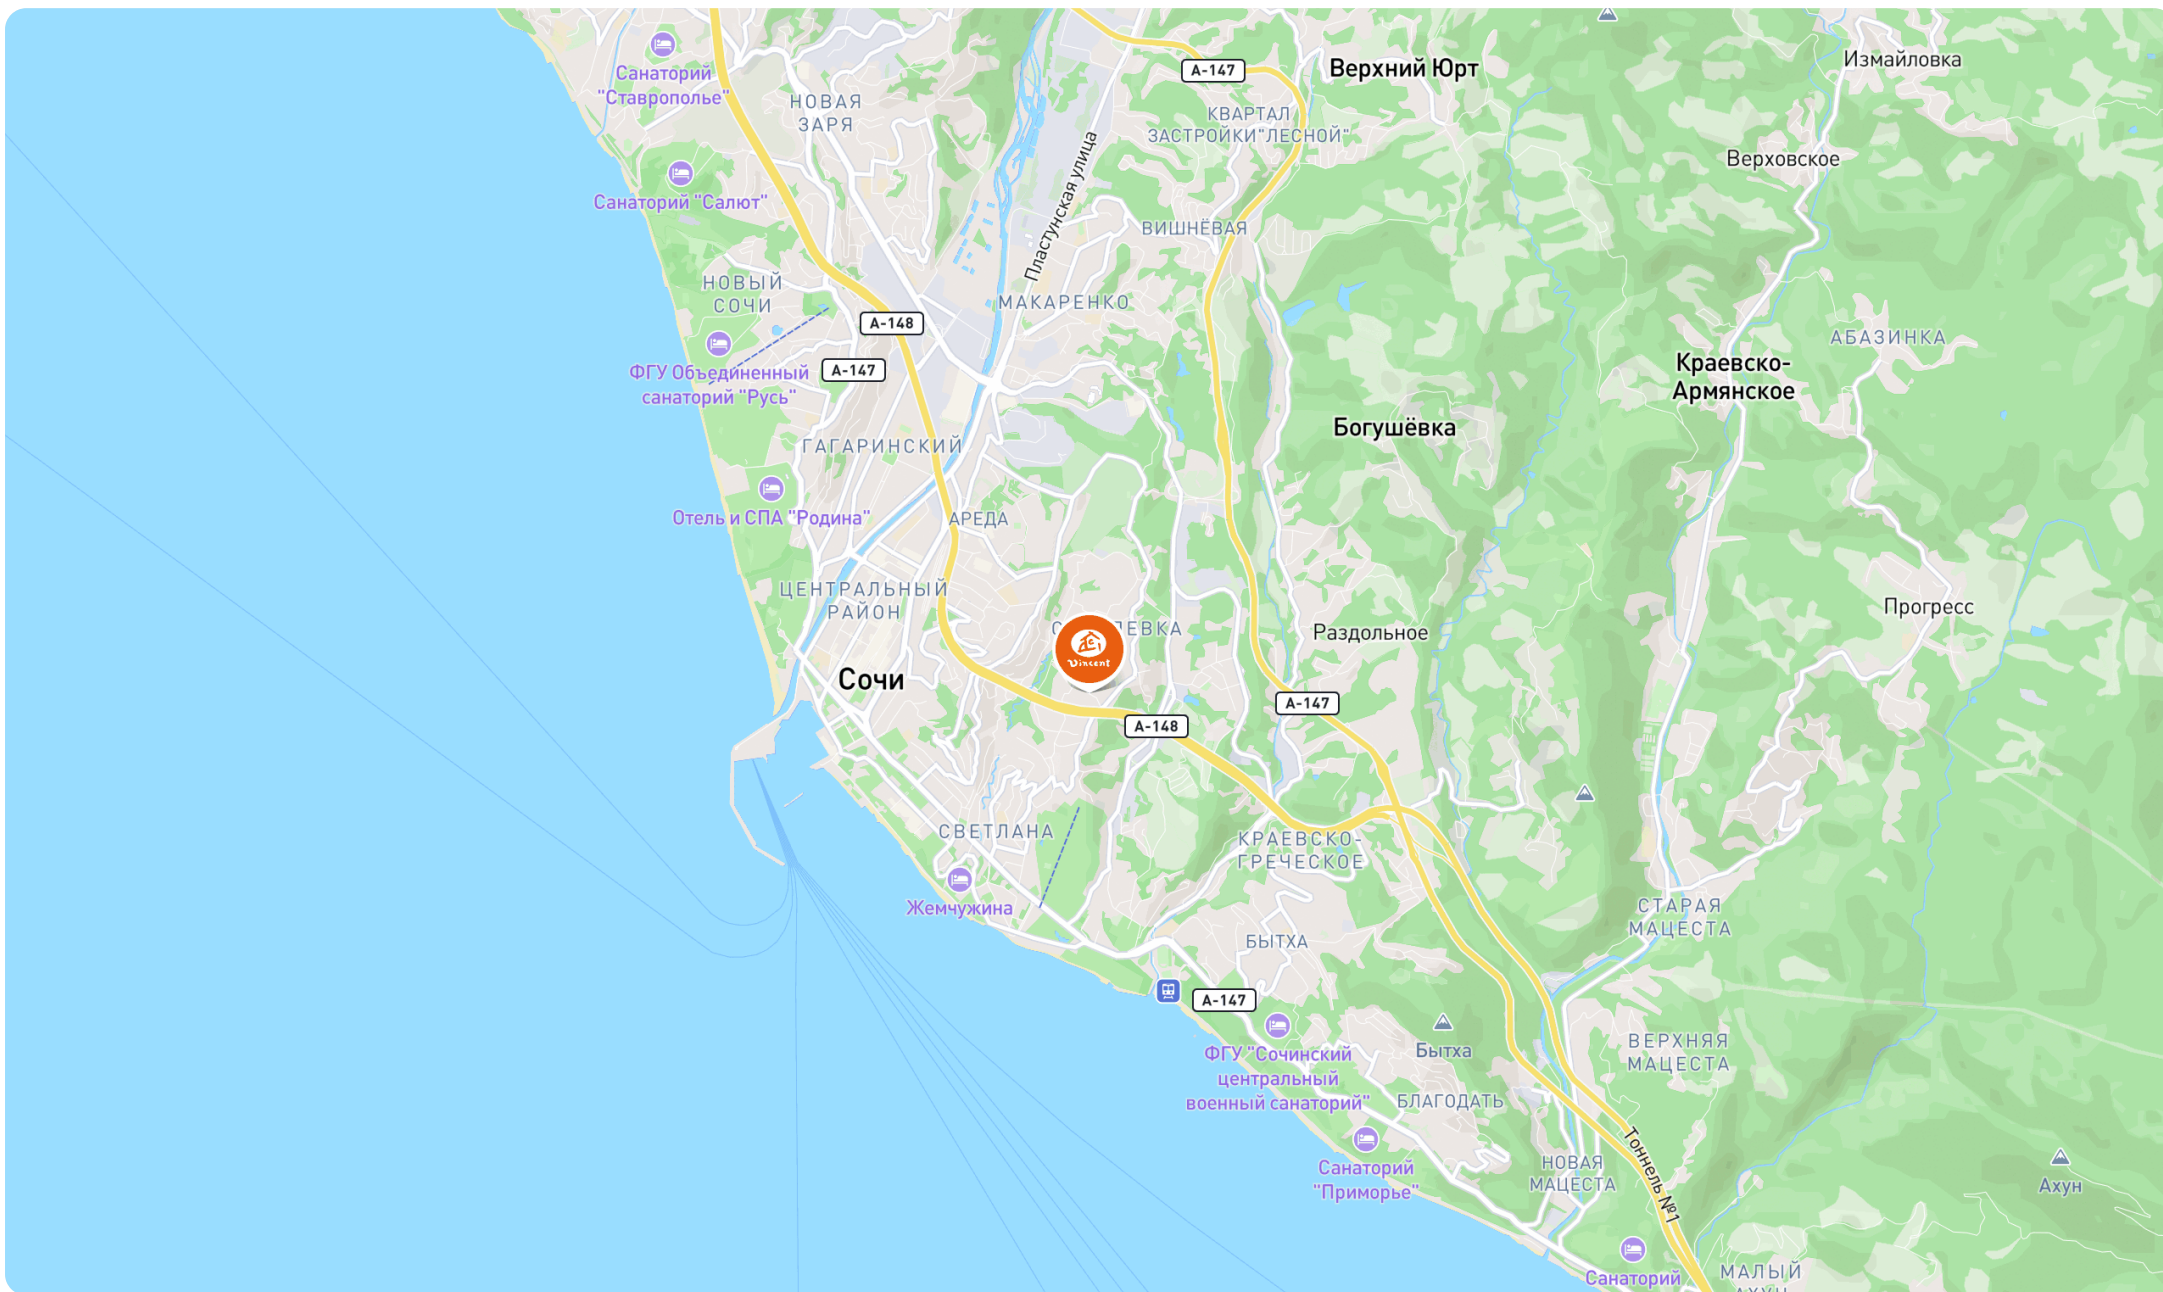 Санаторий
"Ставрополье"
НОВАЯ
ЗАРЯ
А-147
Верхний Юрт
Измайловка
КВАРТАЛ
ЗАСТРОЙКИ"ЛЕСНОЙ"
Верховское
Санаторий "Салют"
Пластунская улица
ВИШНЁВАЯ
НОВЫЙ
СОЧИ
МАКАРЕНКО
А-148
АБАЗИНКА
ФГУ Объединенный
санаторий "Русь"
А-147
Краевско-
Армянское
Богушёвка
ГАГАРИНСКИЙ
Отель и СПА "Родина"
АРЕДА
ЦЕНТРАЛЬНЫЙ
РАЙОН
Прогресс
Раздольное
Vincent
Сочи
А-148
А-147
СВЕТЛАНА
КРАЕВСКО-
ГРЕЧЕСКОЕ
Жемчужина
СТАРАЯ
МАЦЕСТА
БЫТХА
А-147
ФГУ "Сочинский
центральный
военный санаторий"
Бытха
ВЕРХНЯЯ
МАЦЕСТА
БЛАГОДАТЬ
Санаторий
"Приморье"
НОВАЯ
МАЦЕСТА
Тоннель №1
Ахун
Санаторий
МАЛЫЙ
АХУН